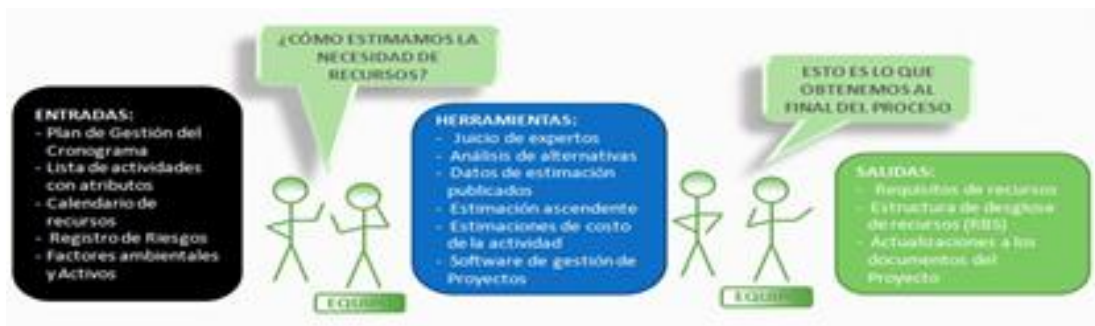 ¿CÓMO ESTIMAMOS LA
NECESIDAD DE
RECURSOS?
ENTRADAS:
- Plan de Gestión del
Cronograma
- Lista de actividades
con atributos
- Calendario de
recursos
- Registro de Riesgos
- Factores ambientales
y Activos
EQUIPO
HERRAMIENTAS:
- Juicio de expertos
- Análisis de alternativas
- Datos de estimación
publicados
- Estimación ascendente
- Estimaciones de costo
de la actividad
- Software de gestión de
Proyectos
ESTO ES LO QUE
OBTENEMOS AL
FINAL DEL PROCESO
EQUIPO
SALIDAS:
- Requisitos de recursos
- Estructura de desglose
de recursos (RBS)
- Actualizaciones a los
documentos del
Proyecto